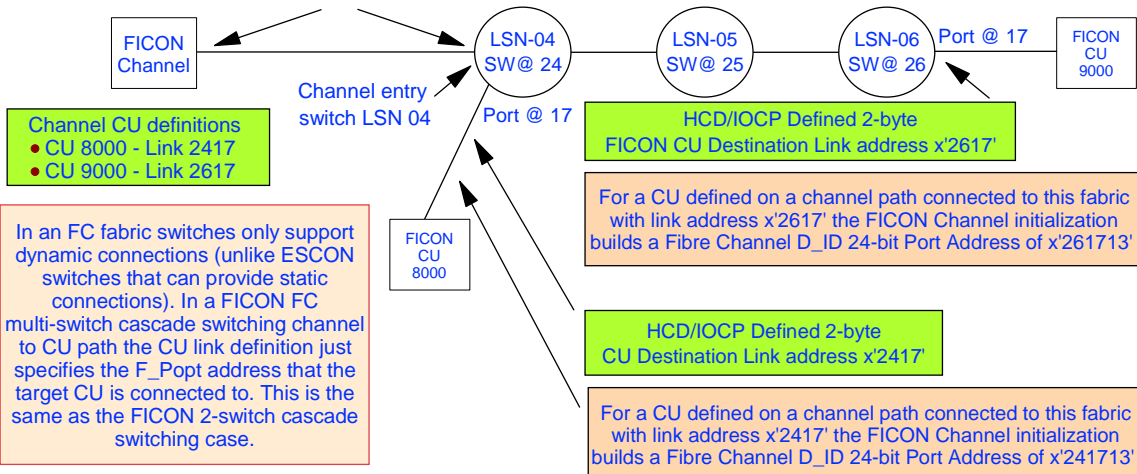 FICON
Channel
LSN-04
SW@ 24
LSN-05
SW@ 25
LSN-06
SW@ 26
Port @ 17
FICON
CU
9000
Channel entry
switch LSN 04
Port @ 17
Channel CU definitions
● CU 8000 - Link 2417
● CU 9000 - Link 2617
HCD/IOCP Defined 2-byte
FICON CU Destination Link address x'2617'
For a CU defined on a channel path connected to this fabric
with link address x'2617' the FICON Channel initialization
builds a Fibre Channel D_ID 24-bit Port Address of x'261713'
In an FC fabric switches only support
dynamic connections (unlike ESCON
switches that can provide static
connections). In a FICON FC
multi-switch cascade switching channel
to CU path the CU link definition just
specifies the F_Popt address that the
target CU is connected to. This is the
same as the FICON 2-switch cascade
switching case.
FICON
CU
8000
HCD/IOCP Defined 2-byte
CU Destination Link address x'2417'
For a CU defined on a channel path connected to this fabric
with link address x'2417' the FICON Channel initialization
builds a Fibre Channel D_ID 24-bit Port Address of x'241713'